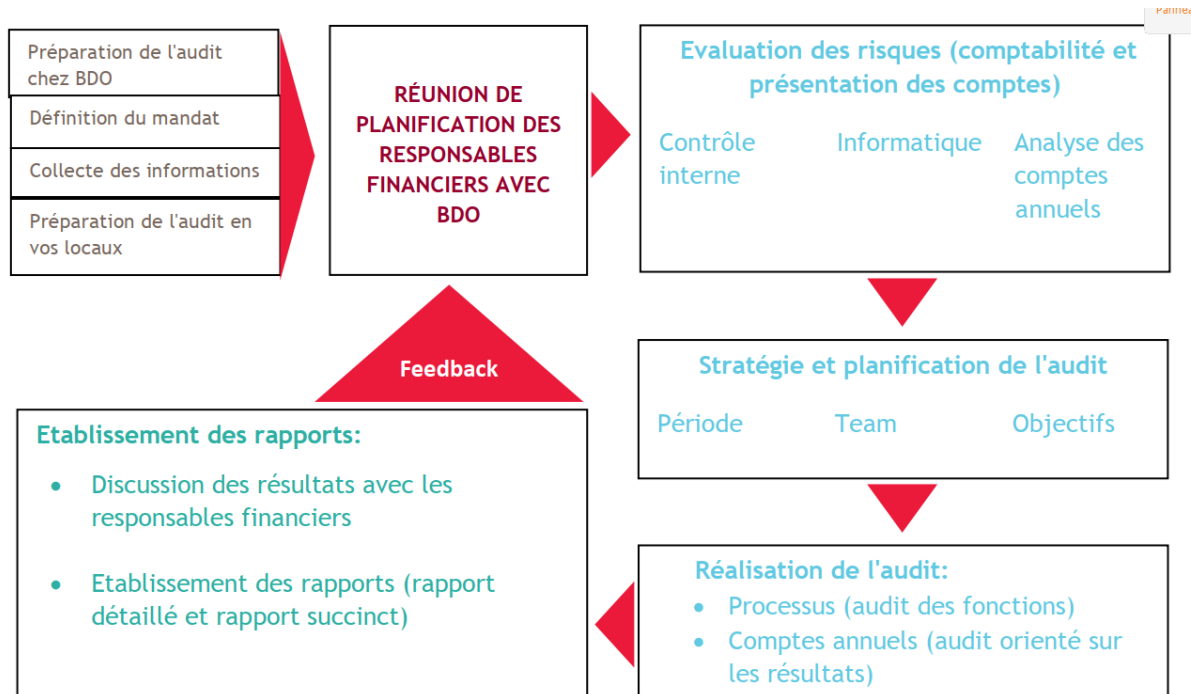 Préparation de l'audit
chez BDO
Définition du mandat
Collecte des informations
Préparation de l'audit en
vos locaux
RÉUNION DE
PLANIFICATION DES
RESPONSABLES
FINANCIERS AVEC
BDO
Evaluation des risques (comptabilité et
présentation des comptes)
Contrôle
interne
Informatique
Analyse des
comptes
annuels
Stratégie et planification de l'audit
Période
Team
Objectifs
Réalisation de l'audit:
• Processus (audit des fonctions)
• Comptes annuels (audit orienté sur
les résultats)
Feedback
Etablissement des rapports:
• Discussion des résultats avec les
responsables financiers
• Etablissement des rapports (rapport
détaillé et rapport succinct)